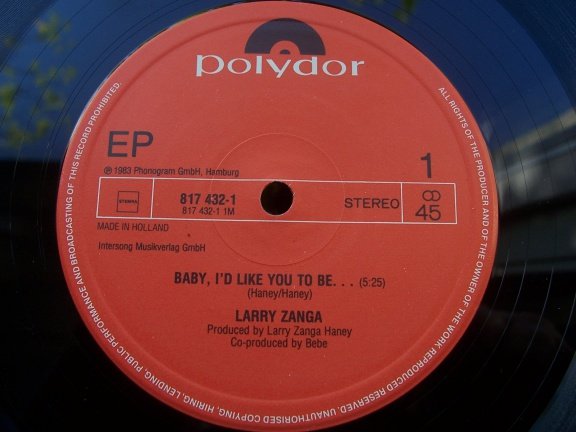 polydor
EP
1
℗ 1983 Phonogram GmbH, Hamburg
STEMRA
817 432-1
817 432-1 1M
STEREO
45
MADE IN HOLLAND
Intersong Musikverlag GmbH
BABY, I'D LIKE YOU TO BE. . . (5:25)
(Haney/Haney)
LARRY ZANGA
Produced by Larry Zanga Haney
Co-produced by Bebe
ALL RIGHTS OF THE PRODUCER AND OF THE OWNER OF THE WORK REPRODUCED RESERVED. UNAUTHORISED COPYING, HIRING, LENDING, PUBLIC PERFORMANCE AND BROADCASTING OF THIS RECORD PROHIBITED.